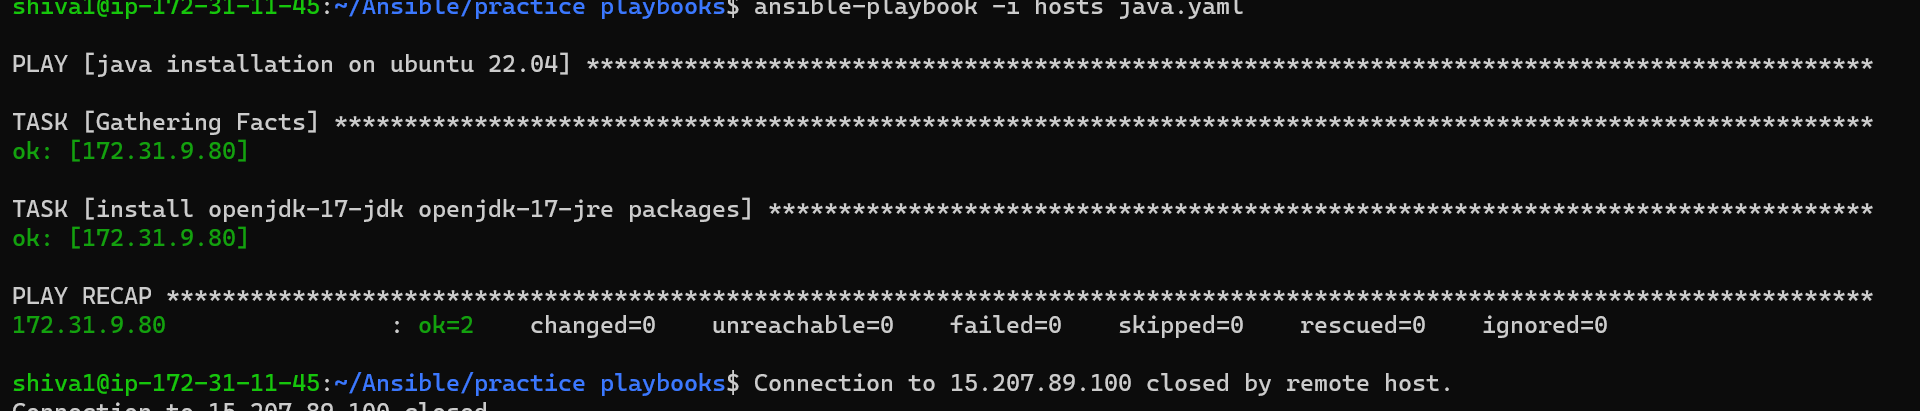 shiva1@ip-172-31-11-45:~/Ansible/practice playbooks$ ansible-playbook -i hosts java.yaml
PLAY [java installation on ubuntu 22.04] ********************************************************************************************
TASK [Gathering Facts] **************************************************************************************************************
ok: [172.31.9.80]
TASK [install openjdk-17-jdk openjdk-17-jre packages] *******************************************************************************
ok: [172.31.9.80]
PLAY RECAP **************************************************************************************************************************
172.31.9.80                : ok=2    changed=0    unreachable=0    failed=0    skipped=0    rescued=0    ignored=0
shiva1@ip-172-31-11-45:~/Ansible/practice playbooks$ Connection to 15.207.89.100 closed by remote host.
Connection to 15.207.89.100 closed